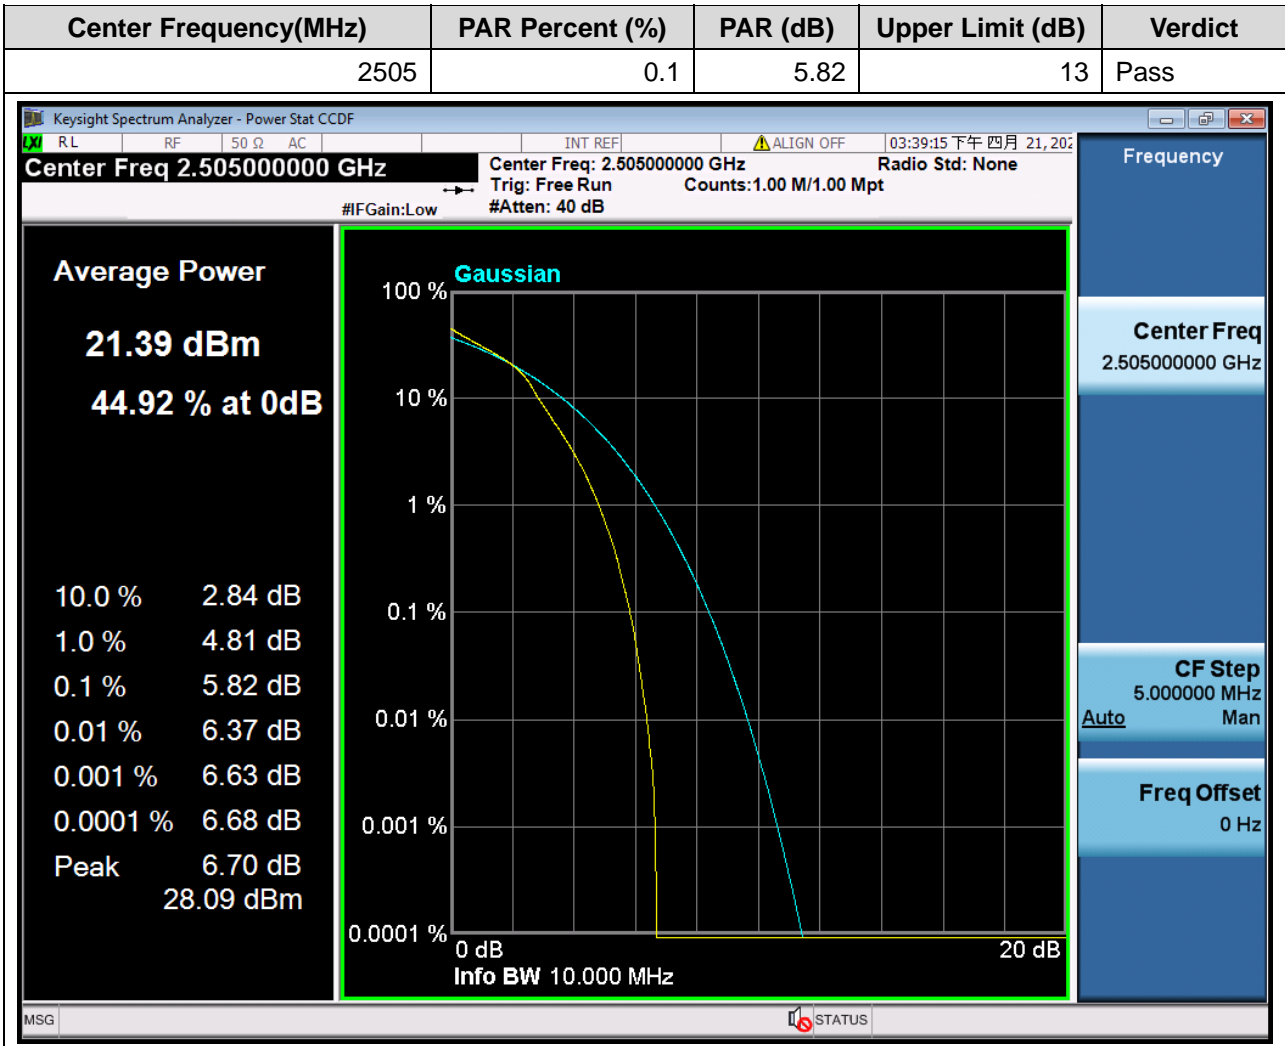 Center Frequency(MHz) PAR Percent (%) PAR (dB) Upper Limit (dB) Verdict
2505 0.1 5.82 13 Pass
Keysight Spectrum Analyzer - Power Stat CCDF
LXI RL RF 50 Ω AC INT REF ALIGN OFF 03:39:15 下午 四月 21, 202
Center Freq 2.505000000 GHz
#IFGain:Low
Center Freq: 2.505000000 GHz Radio Std: None
Trig: Free Run Counts:1.00 M/1.00 Mpt
#Atten: 40 dB
Average Power
21.39 dBm
44.92 % at 0dB
10.0 % 2.84 dB
1.0 % 4.81 dB
0.1 % 5.82 dB
0.01 % 6.37 dB
0.001 % 6.63 dB
0.0001 % 6.68 dB
Peak 6.70 dB
28.09 dBm
Gaussian
100 %
10 %
1 %
0.1 %
0.01 %
0.001 %
0.0001 %
0 dB 20 dB
Info BW 10.000 MHz
Frequency
Center Freq
2.505000000 GHz
CF Step
5.000000 MHz
Auto Man
Freq Offset
0 Hz
MSG STATUS